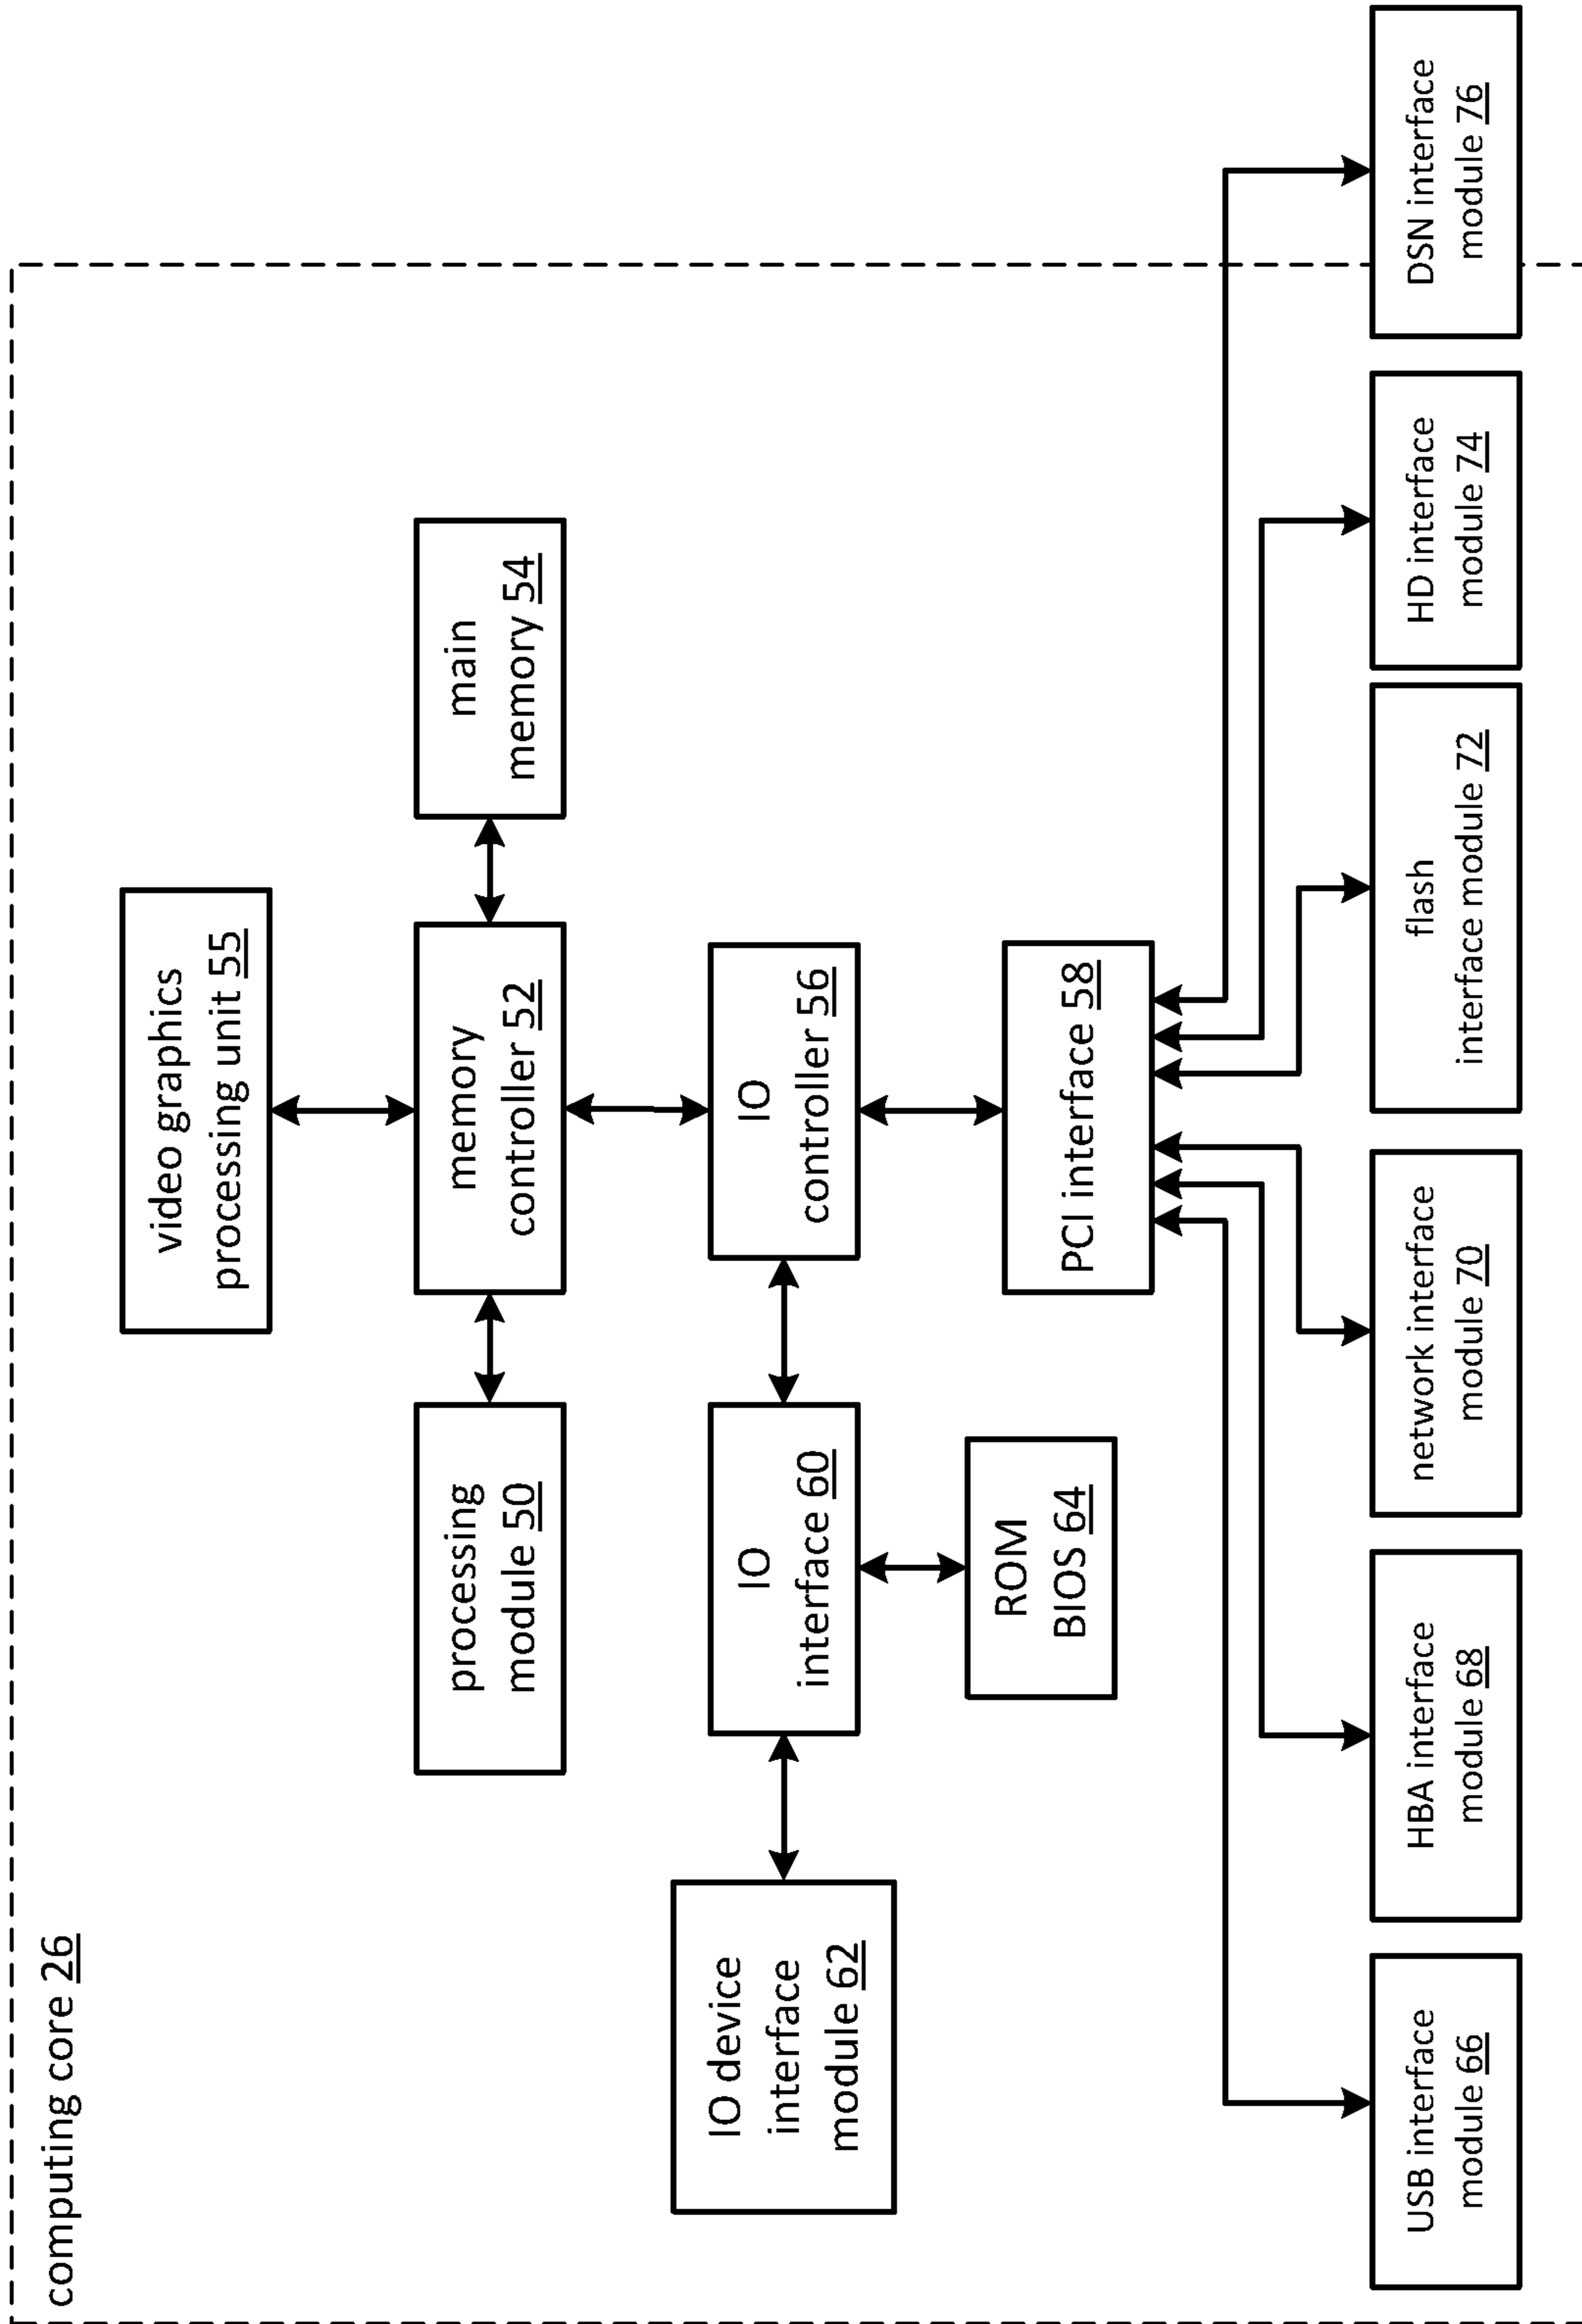 computing core 26
video graphics
processing unit 55
processing
module 50
memory
controller 52
main
memory 54
IO device
interface
module 62
IO
interface 60
IO
controller 56
ROM
BIOS 64
PCI interface 58
USB interface
module 66
HBA interface
module 68
network interface
module 70
flash
interface module 72
HD interface
module 74
DSN interface
module 76